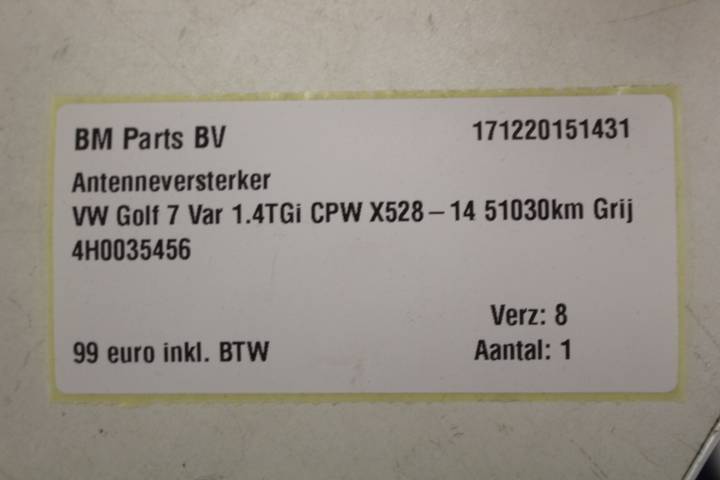 BM Parts BV 171220151431
Antenneversterker
VW Golf 7 Var 1.4TGi CPW X528-14 51030km Grij
4H0035456
Verz: 8
99 euro inkl. BTW Aantal: 1